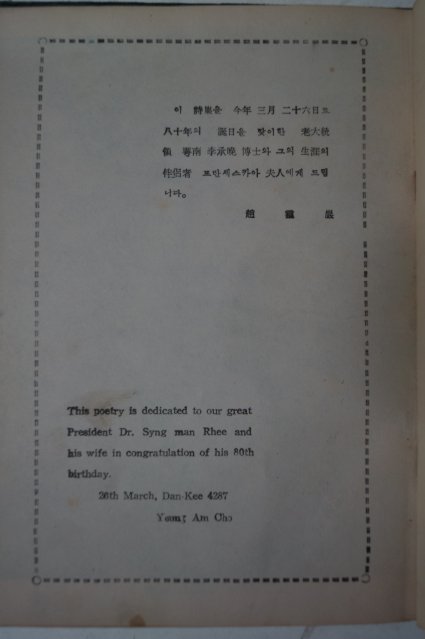 이 詩集을 今年 三月 二十六日로
八十年의 誕日을 맞이한 老大統
領 雩南 李承晩 博士와 그의 生涯의
伴侶者 프란체스카아 夫人에게 드립
니다。
趙 靈 巖
This poetry is dedicated to our great
President Dr. Syng man Rhee and
his wife in congratulation of his 80th
birthday.
26th March, Dan-Kee 4287
Yeong Am Cho